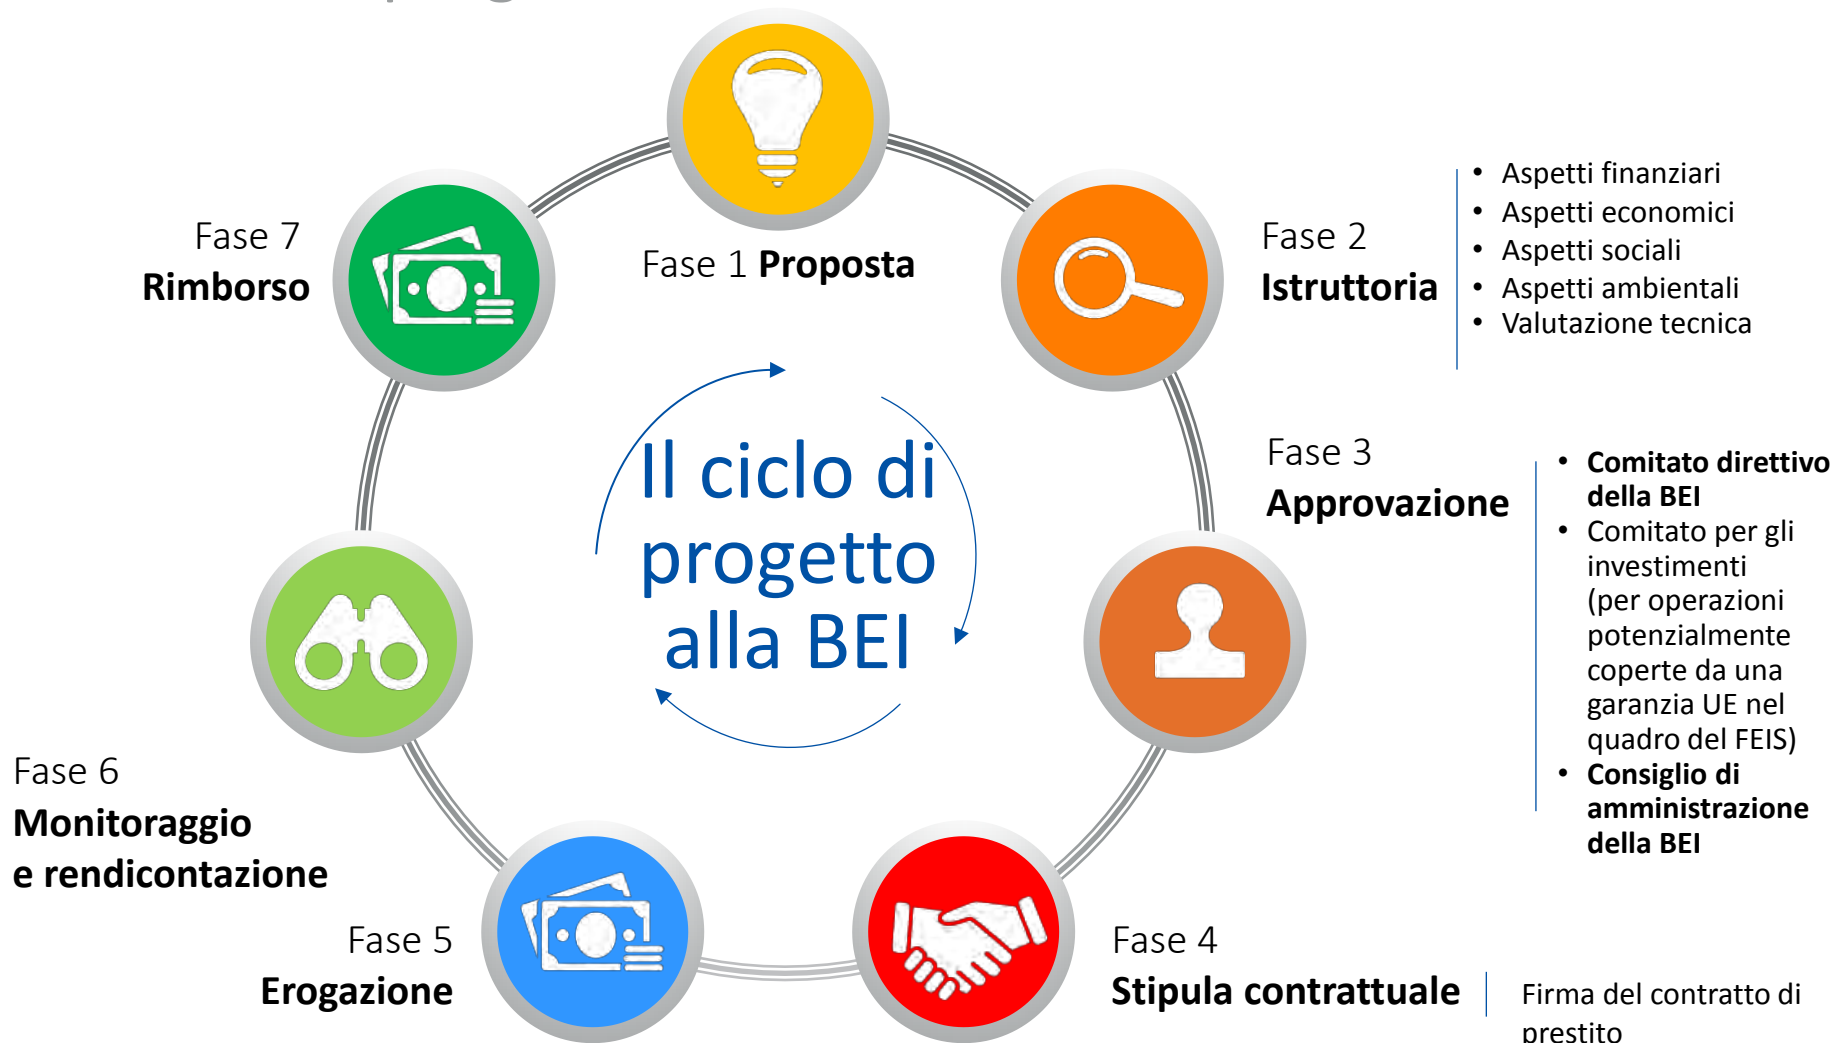 Fase 1 Proposta
Fase 2
Istruttoria
• Aspetti finanziari
• Aspetti economici
• Aspetti sociali
• Aspetti ambientali
• Valutazione tecnica
Fase 3
Approvazione
• Comitato direttivo
della BEI
• Comitato per gli
investimenti
(per operazioni
potenzialmente
coperte da una
garanzia UE nel
quadro del FEIS)
• Consiglio di
amministrazione
della BEI
Fase 4
Stipula contrattuale
Firma del contratto di
prestito
Fase 5
Erogazione
Fase 6
Monitoraggio
e rendicontazione
Fase 7
Rimborso
Il ciclo di
progetto
alla BEI